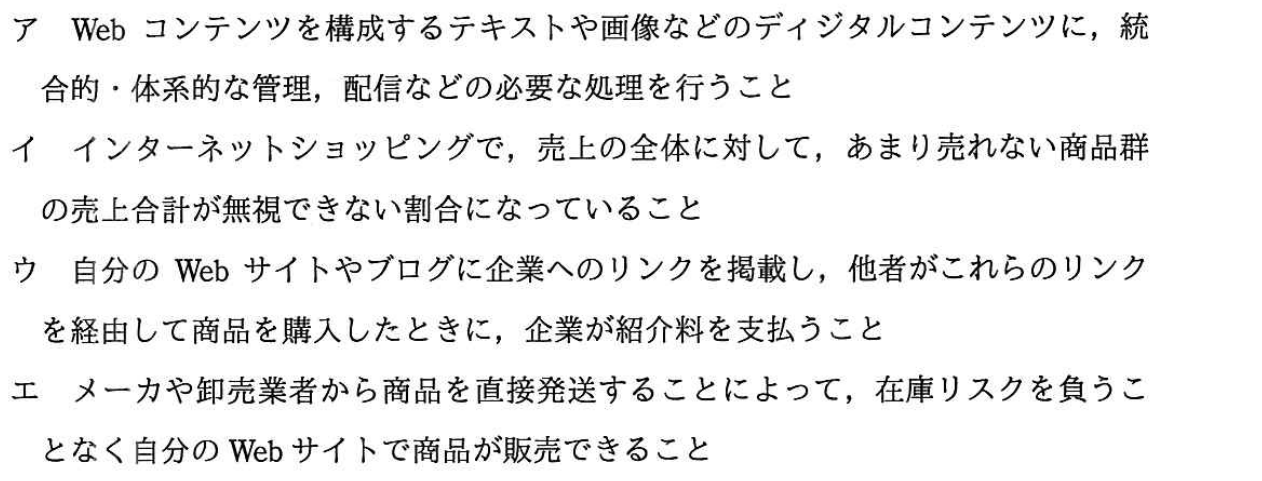 ア　Web コンテンツを構成するテキストや画像などのディジタルコンテンツに，統
合的・体系的な管理，配信などの必要な処理を行うこと
イ　インターネットショッピングで，売上の全体に対して，あまり売れない商品群
の売上合計が無視できない割合になっていること
ウ　自分の Web サイトやブログに企業へのリンクを掲載し，他者がこれらのリンク
を経由して商品を購入したときに，企業が紹介料を支払うこと
エ　メーカや卸売業者から商品を直接発送することによって，在庫リスクを負うこ
となく自分の Web サイトで商品が販売できること